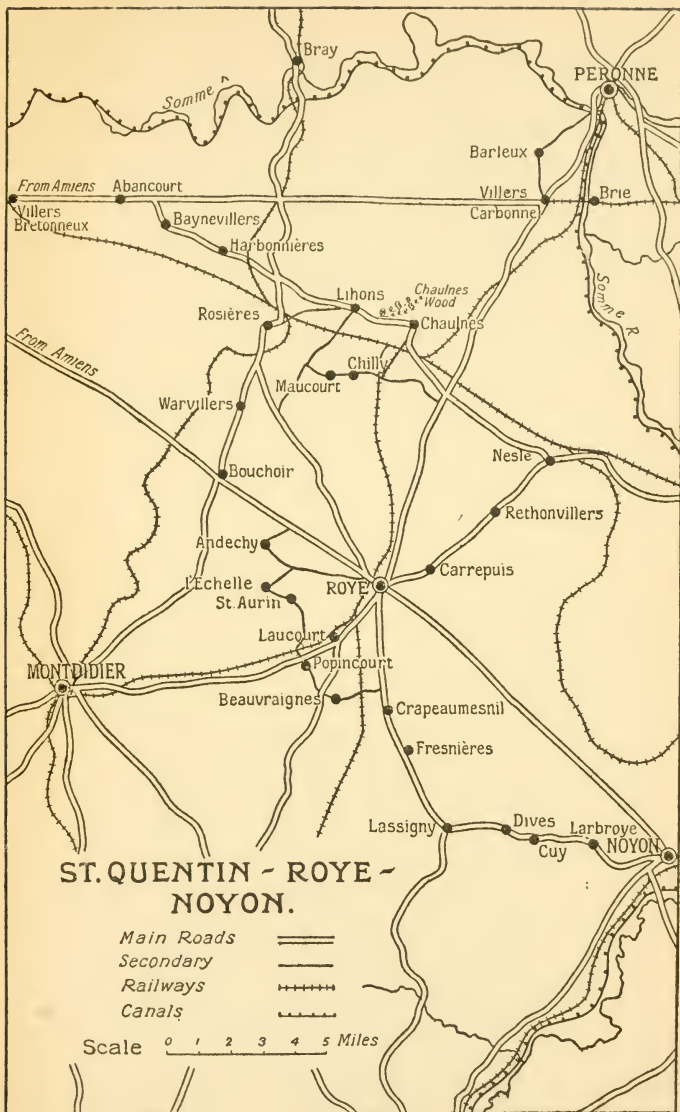 Bray
Somme R
PERONNE
Barleux
From Amiens
Abancourt
Villers
Carbonne
Brie
Villers
Bretonneux
Baynevillers
Harbonnières
Somme R
Lihons
Chaulnes
Wood
Rosières
Chaulnes
From Amiens
Chilly
Maucourt
Warvillers
Nesle
Bouchoir
Rethonvillers
Andechy
Carrepuis
l'Echelle
ROYE
St. Aurin
Laucourt
MONTDIDIER
Popincourt
Beauvraignes
Crapeaumesnil
Fresnières
Lassigny
Dives
Larbroye
NOYON
Cuy
ST. QUENTIN - ROYE -
NOYON.
Main Roads
Secondary
Railways
Canals
Scale 0 1 2 3 4 5 Miles